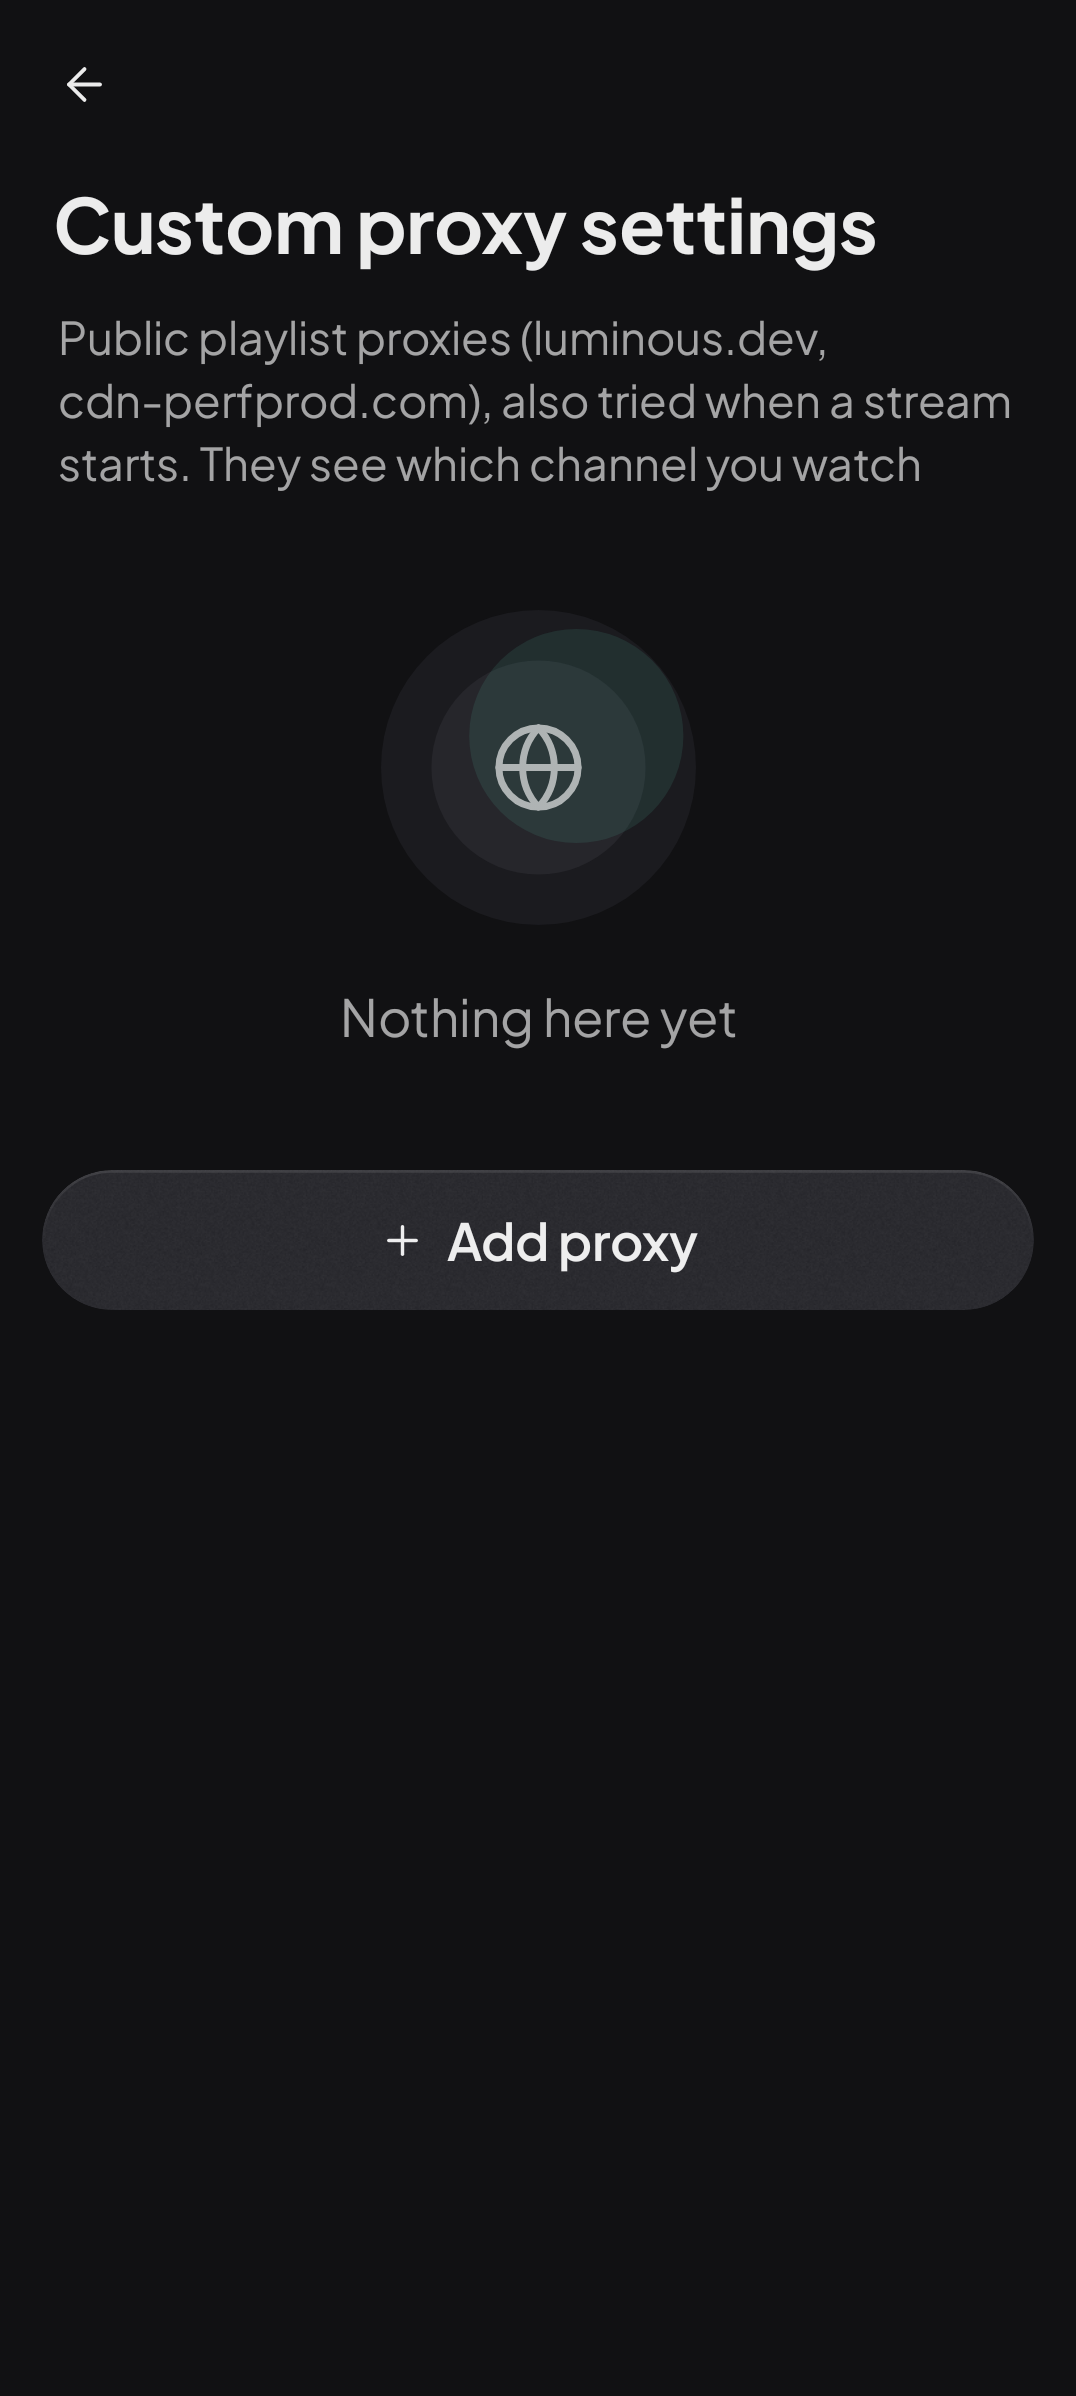 Custom proxy settings
Public playlist proxies (luminous.dev,
cdn-perfprod.com), also tried when a stream
starts. They see which channel you watch
Nothing here yet
Add proxy